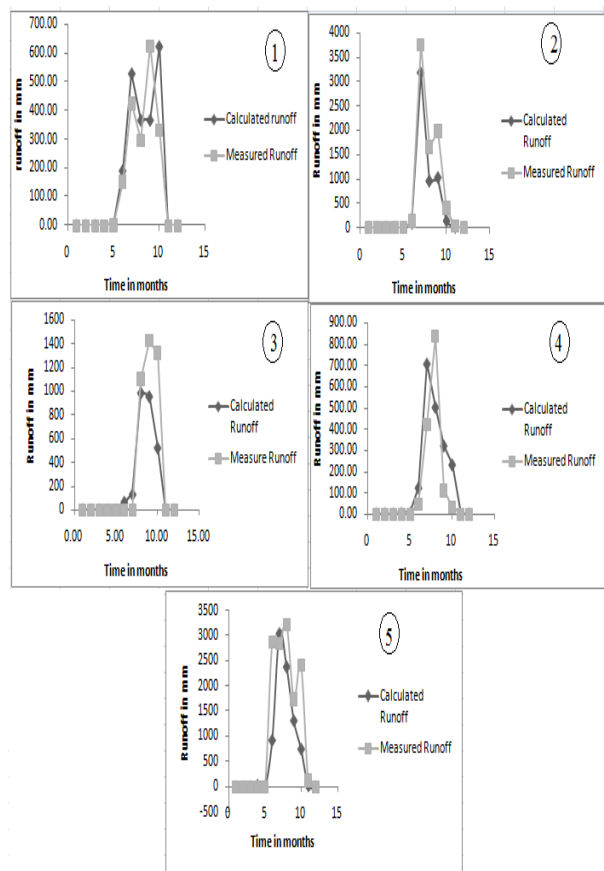 1
700.00
600.00
500.00
400.00
300.00
200.00
100.00
0.00
0 5 10 15
runoff in mm
Time in months
Calculated runoff
Measured Runoff
2
4000
3500
3000
2500
2000
1500
1000
500
0
0 5 10 15
Runoff in mm
Time in months
Calculated
Runoff
Measured Runoff
3
1600
1400
1200
1000
800
600
400
200
0
0.00 5.00 10.00 15.00
Runoff in mm
Time in months
Calculated
Runoff
Measure Runoff
4
900.00
800.00
700.00
600.00
500.00
400.00
300.00
200.00
100.00
0.00
0 5 10 15
Runoff in mm
Time in months
Calculated
Runoff
Measured Runoff
5
3500
3000
2500
2000
1500
1000
500
0
-500
0 5 10 15
Runoff in mm
Time in months
Calculated
Runoff
Measured Runoff